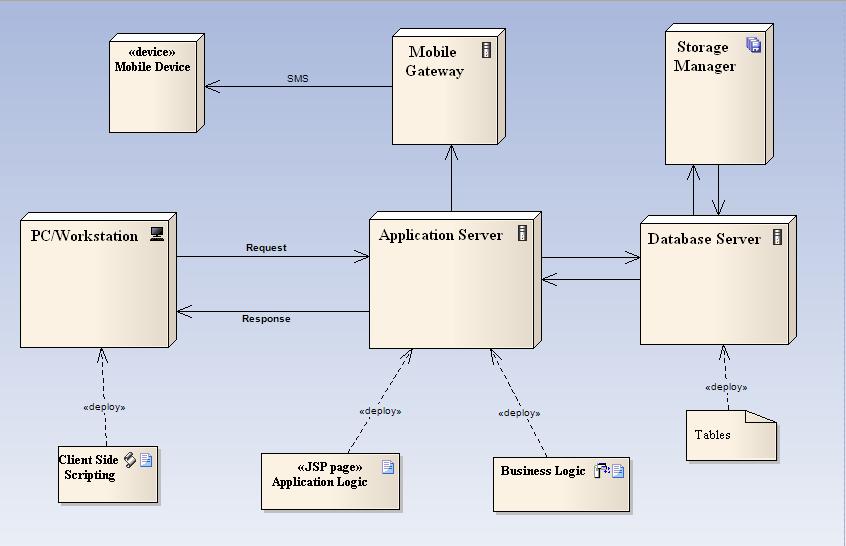 «device»
Mobile Device
SMS
Mobile
Gateway
Storage
Manager
PC/Workstation
Request
Response
Application Server
Database Server
«deploy»
«deploy»
«deploy»
«deploy»
Client Side
Scripting
«JSP page»
Application Logic
Business Logic
Tables